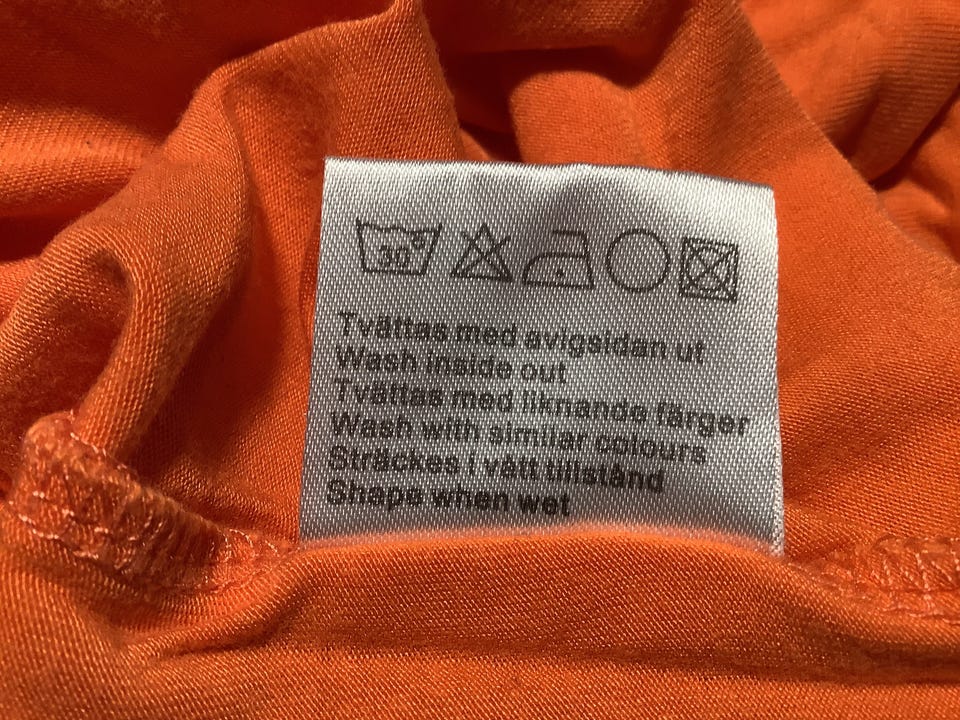 30°
Tvättas med avigsidan ut
Wash inside out
Tvättas med liknande färger
Wash with similar colours
Sträckes i vått tillstånd
Shape when wet